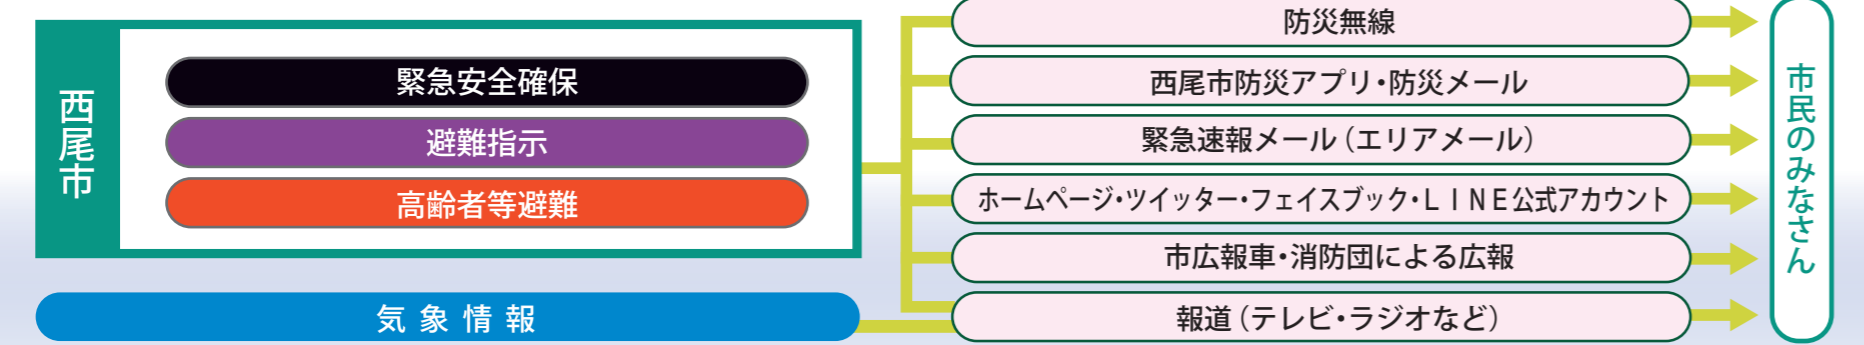 西尾市
緊急安全確保
避難指示
高齢者等避難
気象情報
防災無線
西尾市防災アプリ・防災メール
緊急速報メール（エリアメール）
ホームページ・ツイッター・フェイスブック・ＬＩＮＥ公式アカウント
市広報車・消防団による広報
報道（テレビ・ラジオなど）
市民のみなさん